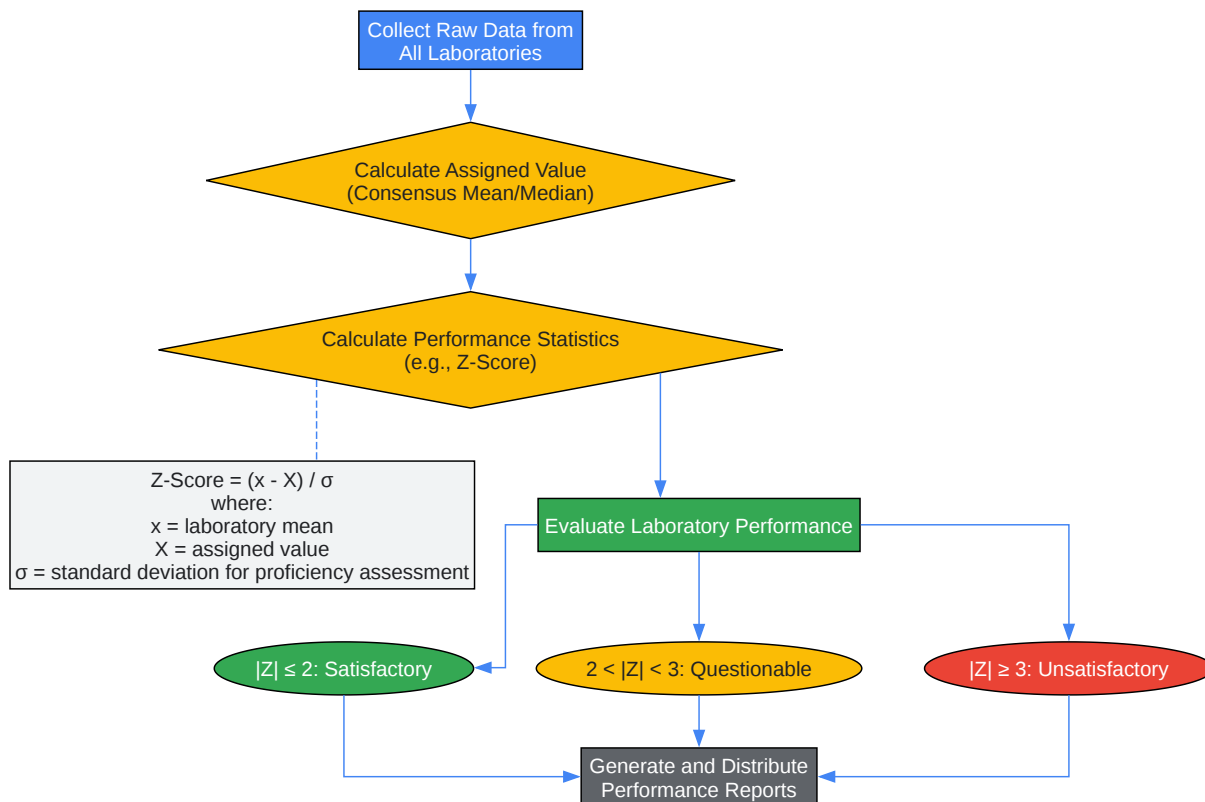 Collect Raw Data from
All Laboratories
Calculate Assigned Value
(Consensus Mean/Median)
Calculate Performance Statistics
(e.g., Z-Score)
Z-Score = (x - X) / σ
where:
x = laboratory mean
X = assigned value
σ = standard deviation for proficiency assessment
Evaluate Laboratory Performance
|Z| ≤ 2: Satisfactory
2 < |Z| < 3: Questionable
|Z| ≥ 3: Unsatisfactory
Generate and Distribute
Performance Reports